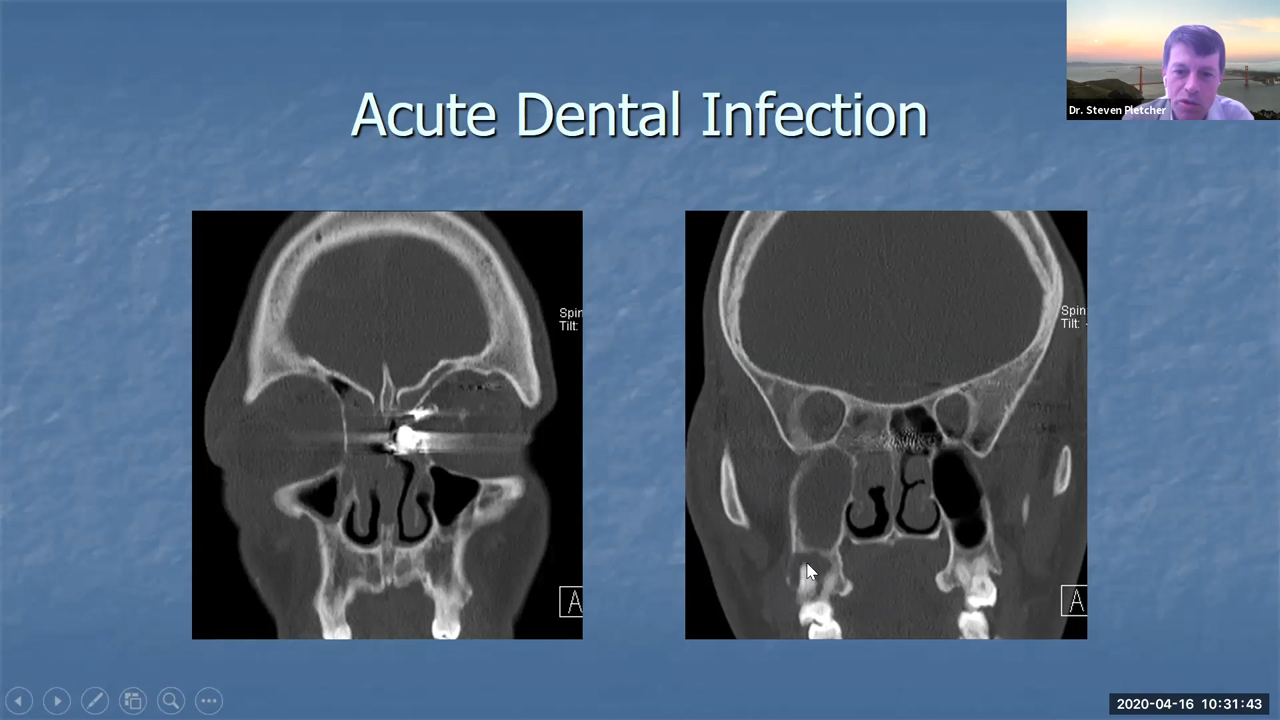 Dr. Steven Pletcher
Acute Dental Infection
Spin
Tilt:
A
Spin
Tilt: -
A
2020-04-16 10:31:43